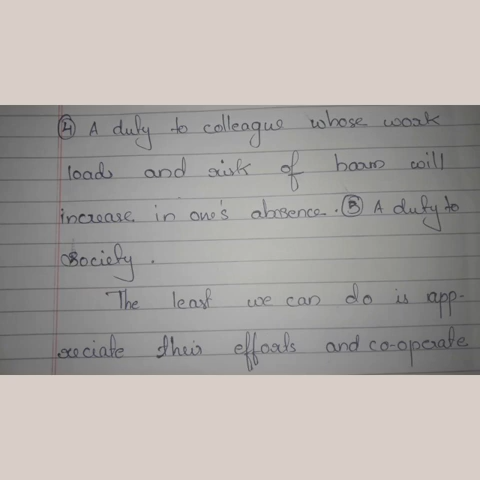 ④ A duty to colleague whose work
load and risk of harm will
increase in one's absence. ⑤ A duty to
society.
The least we can do is app-
reciate their efforts and co-operate